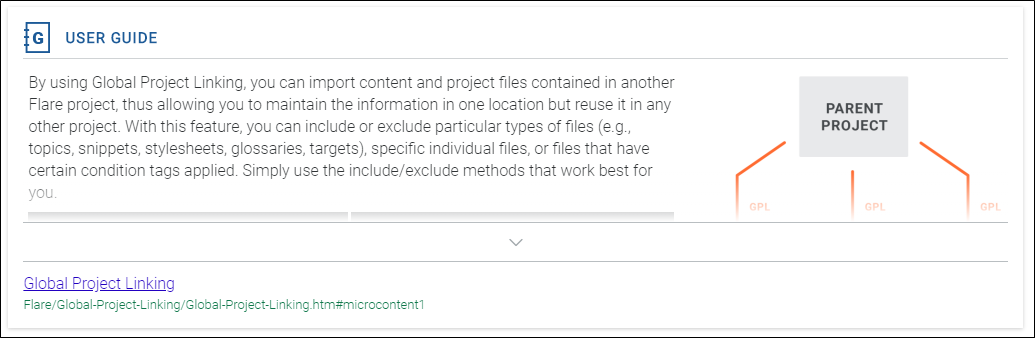 G USER GUIDE
By using Global Project Linking, you can import content and project files contained in another
Flare project, thus allowing you to maintain the information in one location but reuse it in any
other project. With this feature, you can include or exclude particular types of files (e.g.,
topics, snippets, stylesheets, glossaries, targets), specific individual files, or files that have
certain condition tags applied. Simply use the include/exclude methods that work best for
you.
PARENT
PROJECT
GPL GPL GPL
Global Project Linking
Flare/Global-Project-Linking/Global-Project-Linking.htm#microcontent1